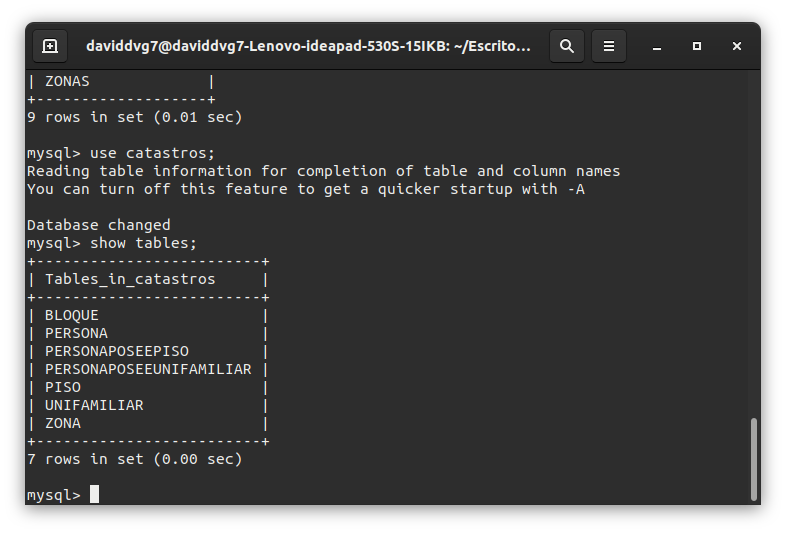 daviddvg7@daviddvg7-Lenovo-ideapad-530S-15IKB: ~/Escrito...
| ZONAS             |
+-------------------+
9 rows in set (0.01 sec)
mysql> use catastros;
Reading table information for completion of table and column names
You can turn off this feature to get a quicker startup with -A
Database changed
mysql> show tables;
+-------------------------+
| Tables_in_catastros     |
+-------------------------+
| BLOQUE                  |
| PERSONA                 |
| PERSONAPOSEEPISO        |
| PERSONAPOSEEUNIFAMILIAR |
| PISO                    |
| UNIFAMILIAR             |
| ZONA                    |
+-------------------------+
7 rows in set (0.00 sec)
mysql>